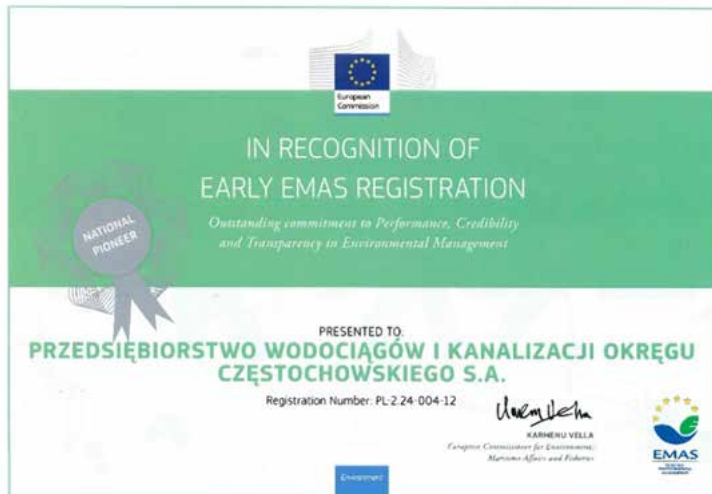 European
Commission
IN RECOGNITION OF
EARLY EMAS REGISTRATION
Outstanding commitment to Performance, Credibility
and Transparency in Environmental Management
NATIONAL
PIONEER
PRESENTED TO:
PRZEDSIĘBIORSTWO WODOCIĄGÓW I KANALIZACJI OKRĘGU
CZĘSTOCHOWSKIEGO S.A.
Registration Number: PL-2.24-004-12
KARMENU VELLA
European Commissioner for Environment,
Maritime Affairs and Fisheries
EMAS
Environment